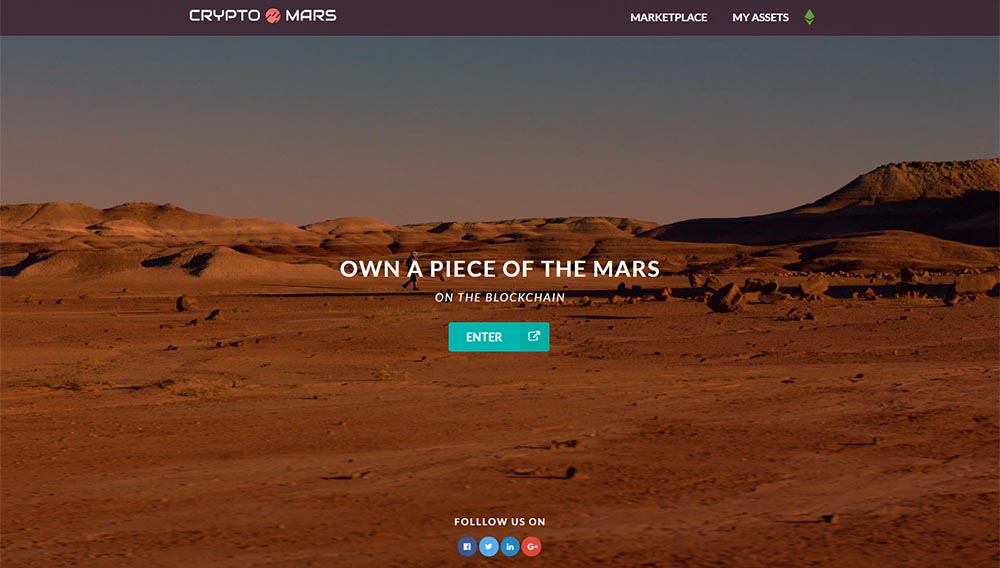 CRYPTO MARS
MARKETPLACE
MY ASSETS
OWN A PIECE OF THE MARS
ON THE BLOCKCHAIN
ENTER
FOLLLOW US ON